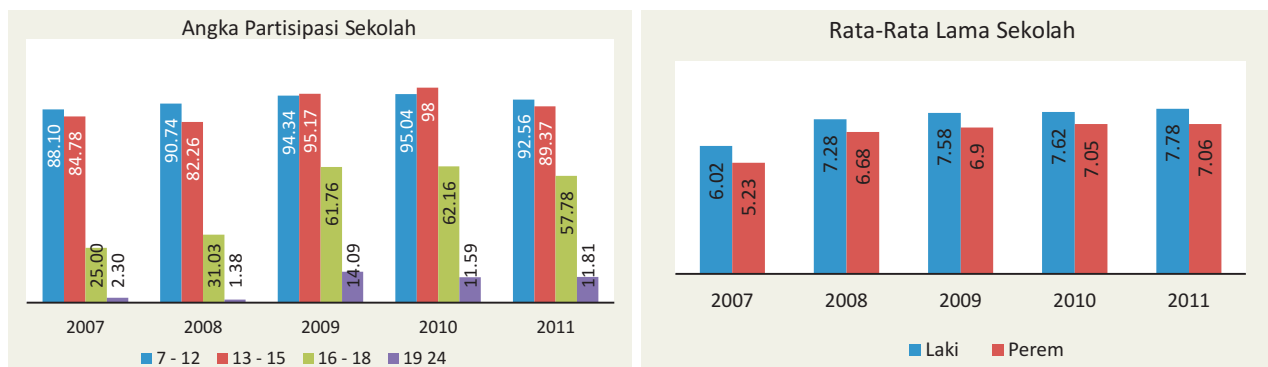 Angka Partisipasi Sekolah
88.10 84.78 25.00 2.30 90.74 82.26 31.03 1.38 94.34 95.17 61.76 14.09 95.04 98 62.16 11.59 92.56 89.37 57.78 11.81
2007 2008 2009 2010 2011
7 - 12 13 - 15 16 - 18 19 24
Rata-Rata Lama Sekolah
6.02 5.23 7.28 6.68 7.58 6.9 7.62 7.05 7.78 7.06
2007 2008 2009 2010 2011
Laki Perem